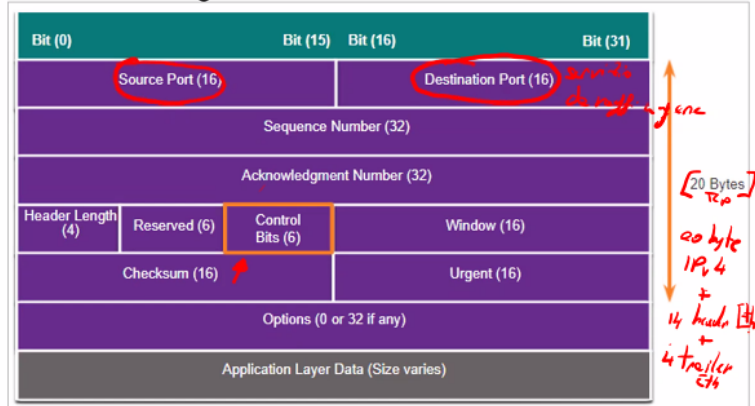 Bit (0) Bit (15) Bit (16) Bit (31)
Source Port (16) Destination Port (16)
Sequence Number (32)
Acknowledgment Number (32)
[20 Bytes]
Header Length (4) Reserved (6) Control Bits (6) Window (16)
20 byte
IPv4
Checksum (16) Urgent (16)
+
Options (0 or 32 if any)
14 header
+
4 trailer
Eth
Application Layer Data (Size varies)